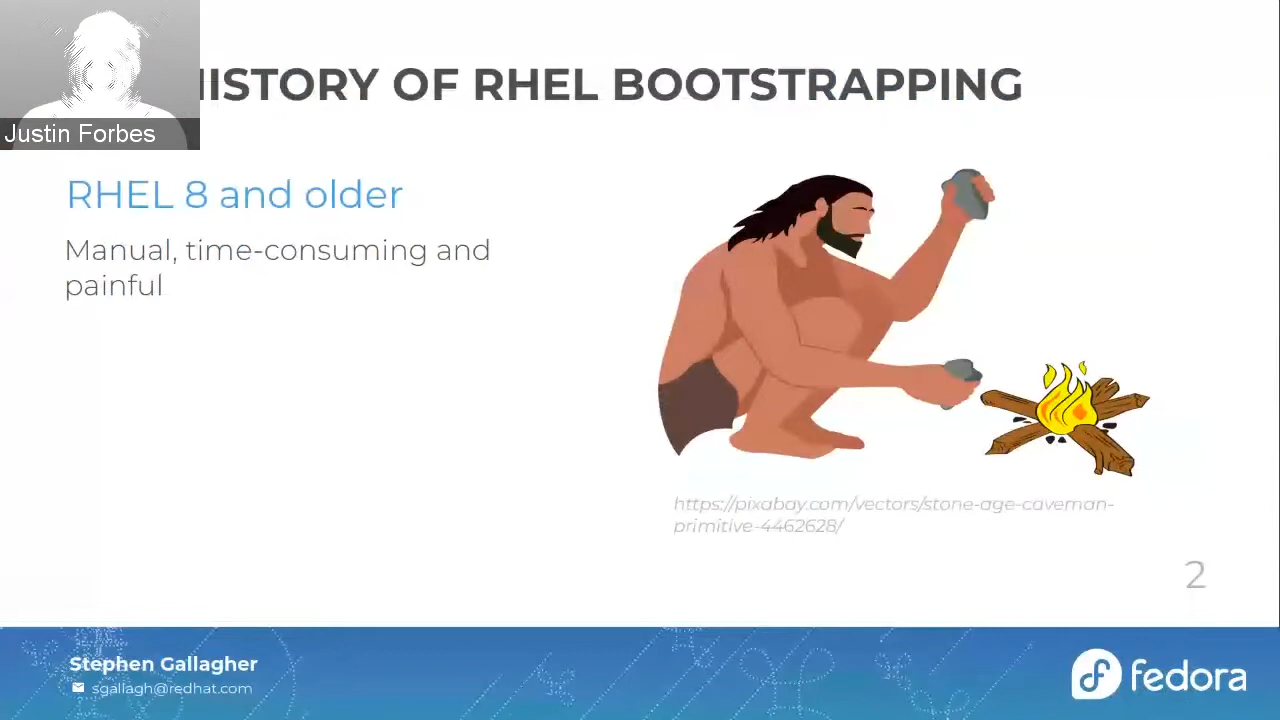 HISTORY OF RHEL BOOTSTRAPPING
Justin Forbes
RHEL 8 and older
Manual, time-consuming and
painful
https://pixabay.com/vectors/stone-age-caveman-
primitive-4462628/
2
Stephen Gallagher
sgallagh@redhat.com
fedora